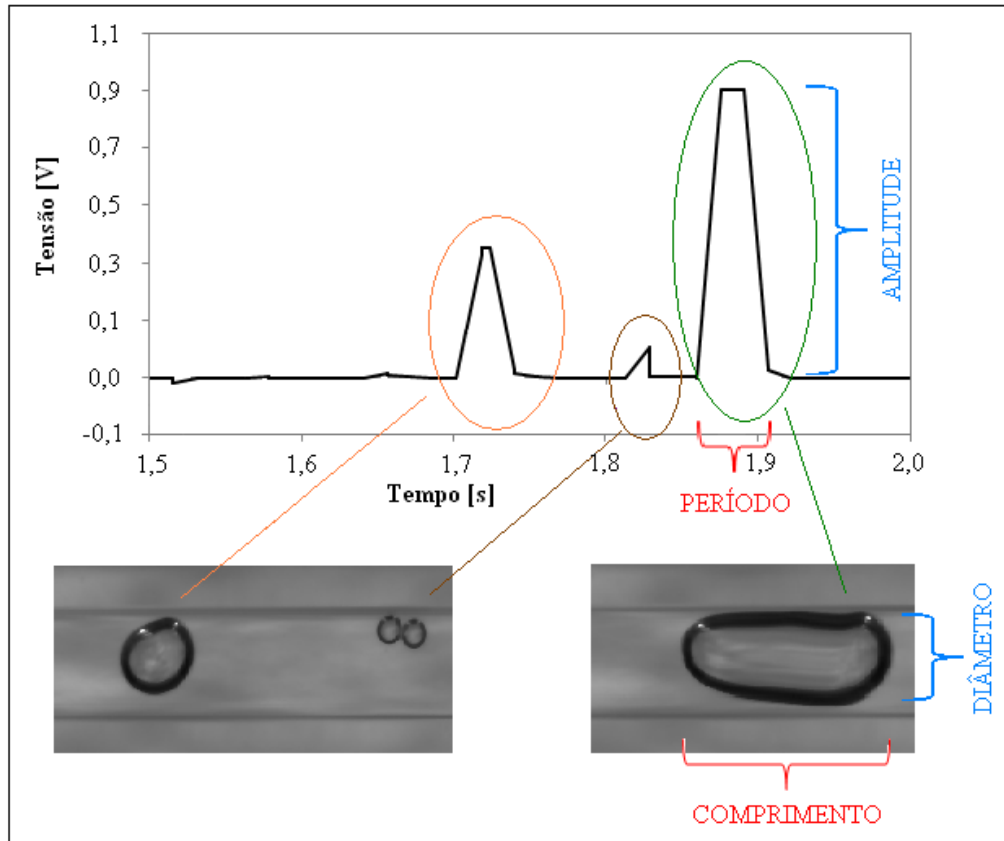 1,1
0,9
0,7
0,5
0,3
0,1
0,0
-0,1
Tensão [V]
1,5
1,6
1,7
1,8
1,9
2,0
Tempo [s]
AMPLITUDE
PERÍODO
DIÂMETRO
COMPRIMENTO